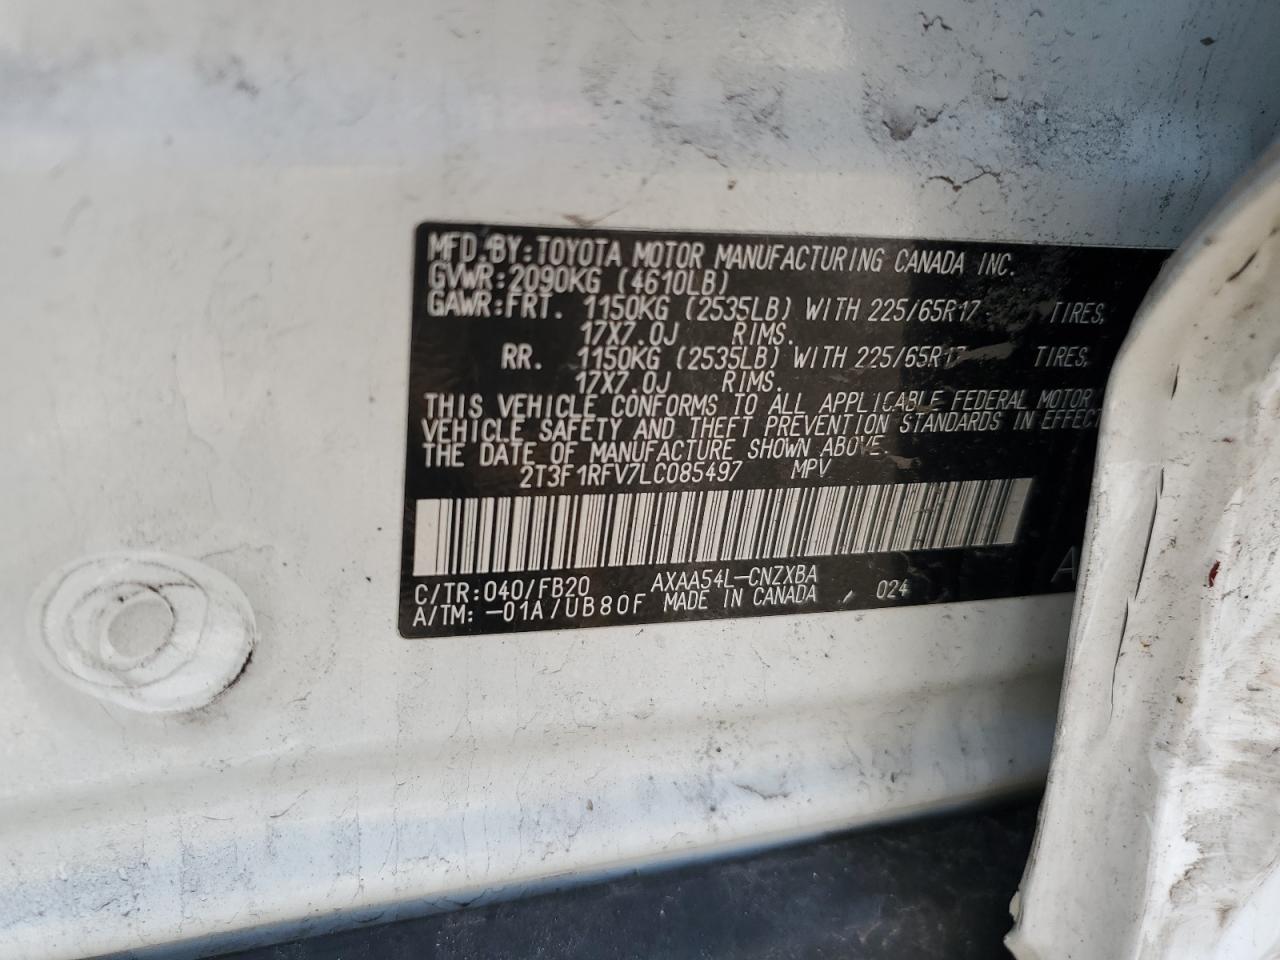 MFD. BY: TOYOTA MOTOR MANUFACTURING CANADA INC.
GVWR: 2090KG (4610LB)
GAWR: FRT. 1150KG (2535LB) WITH 225/65R17 TIRES,
17X7.0J RIMS.
RR. 1150KG (2535LB) WITH 225/65R17 TIRES,
17X7.0J RIMS.
THIS VEHICLE CONFORMS TO ALL APPLICABLE FEDERAL MOTOR
VEHICLE SAFETY AND THEFT PREVENTION STANDARDS IN EFFECT
THE DATE OF MANUFACTURE SHOWN ABOVE.
2T3F1RFV7LC085497 MPV
C/TR: 040/FB20 AXAA54L-CNZXBA
A/TM: -01A/UB80F MADE IN CANADA 024